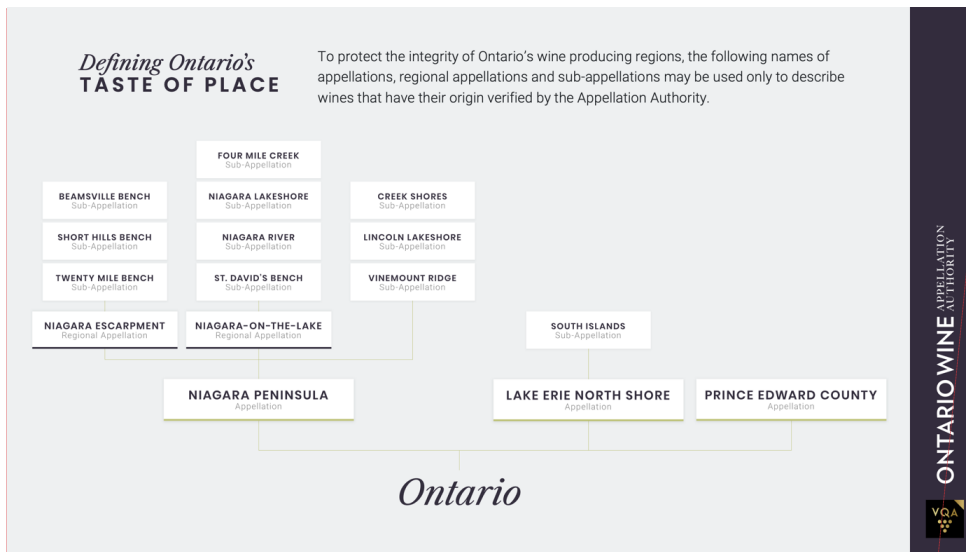 Defining Ontario's
TASTE OF PLACE
To protect the integrity of Ontario's wine producing regions, the following names of
appellations, regional appellations and sub-appellations may be used only to describe
wines that have their origin verified by the Appellation Authority.
FOUR MILE CREEK
Sub-Appellation
BEAMSVILLE BENCH
Sub-Appellation
NIAGARA LAKESHORE
Sub-Appellation
CREEK SHORES
Sub-Appellation
SHORT HILLS BENCH
Sub-Appellation
NIAGARA RIVER
Sub-Appellation
LINCOLN LAKESHORE
Sub-Appellation
TWENTY MILE BENCH
Sub-Appellation
ST. DAVID'S BENCH
Sub-Appellation
VINEMOUNT RIDGE
Sub-Appellation
NIAGARA ESCARPMENT
Regional Appellation
NIAGARA-ON-THE-LAKE
Regional Appellation
SOUTH ISLANDS
Sub-Appellation
NIAGARA PENINSULA
Appellation
LAKE ERIE NORTH SHORE
Appellation
PRINCE EDWARD COUNTY
Appellation
Ontario
ONTARIO WINE
APPELLATION
AUTHORITY
VQA